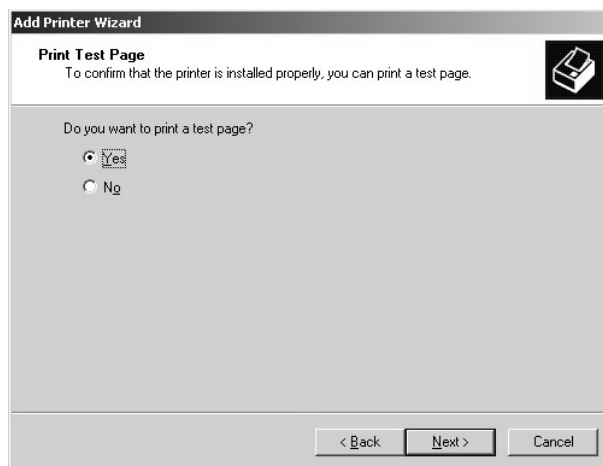 Add Printer Wizard
Print Test Page
To confirm that the printer is installed properly, you can print a test page.
Do you want to print a test page?
Yes
No
< Back
Next >
Cancel